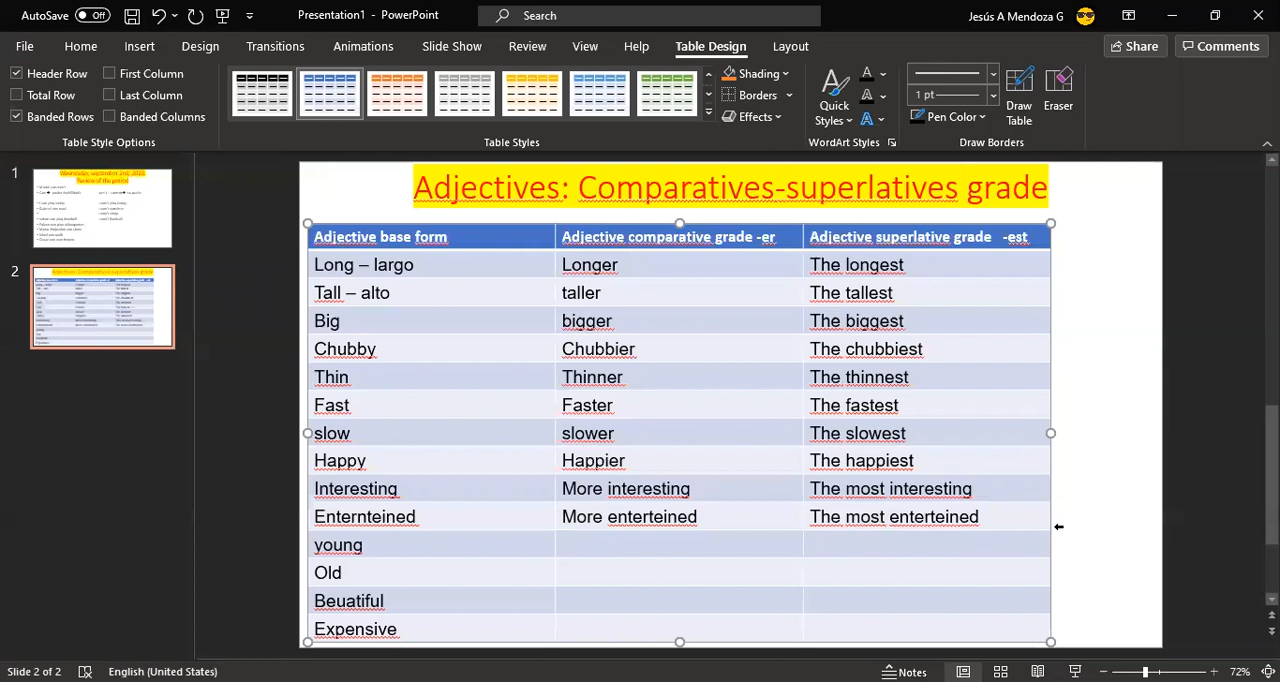 AutoSave Off Presentation1 - PowerPoint Search Jesús A Mendoza G
File Home Insert Design Transitions Animations Slide Show Review View Help Table Design Layout Share Comments
Header Row First Column Shading
Total Row Last Column Borders 1 pt
Banded Rows Banded Columns Effects Quick Styles Pen Color Draw Table Eraser
Table Style Options Table Styles WordArt Styles Draw Borders
1
2
Adjectives: Comparatives-superlatives grade
Adjective base form Adjective comparative grade -er Adjective superlative grade -est
Long – largo Longer The longest
Tall – alto taller The tallest
Big bigger The biggest
Chubby Chubbier The chubbiest
Thin Thinner The thinnest
Fast Faster The fastest
slow slower The slowest
Happy Happier The happiest
Interesting More interesting The most interesting
Enternteined More enterteined The most enterteined
young
Old
Beuatiful
Expensive
Slide 2 of 2 English (United States) Notes 72%